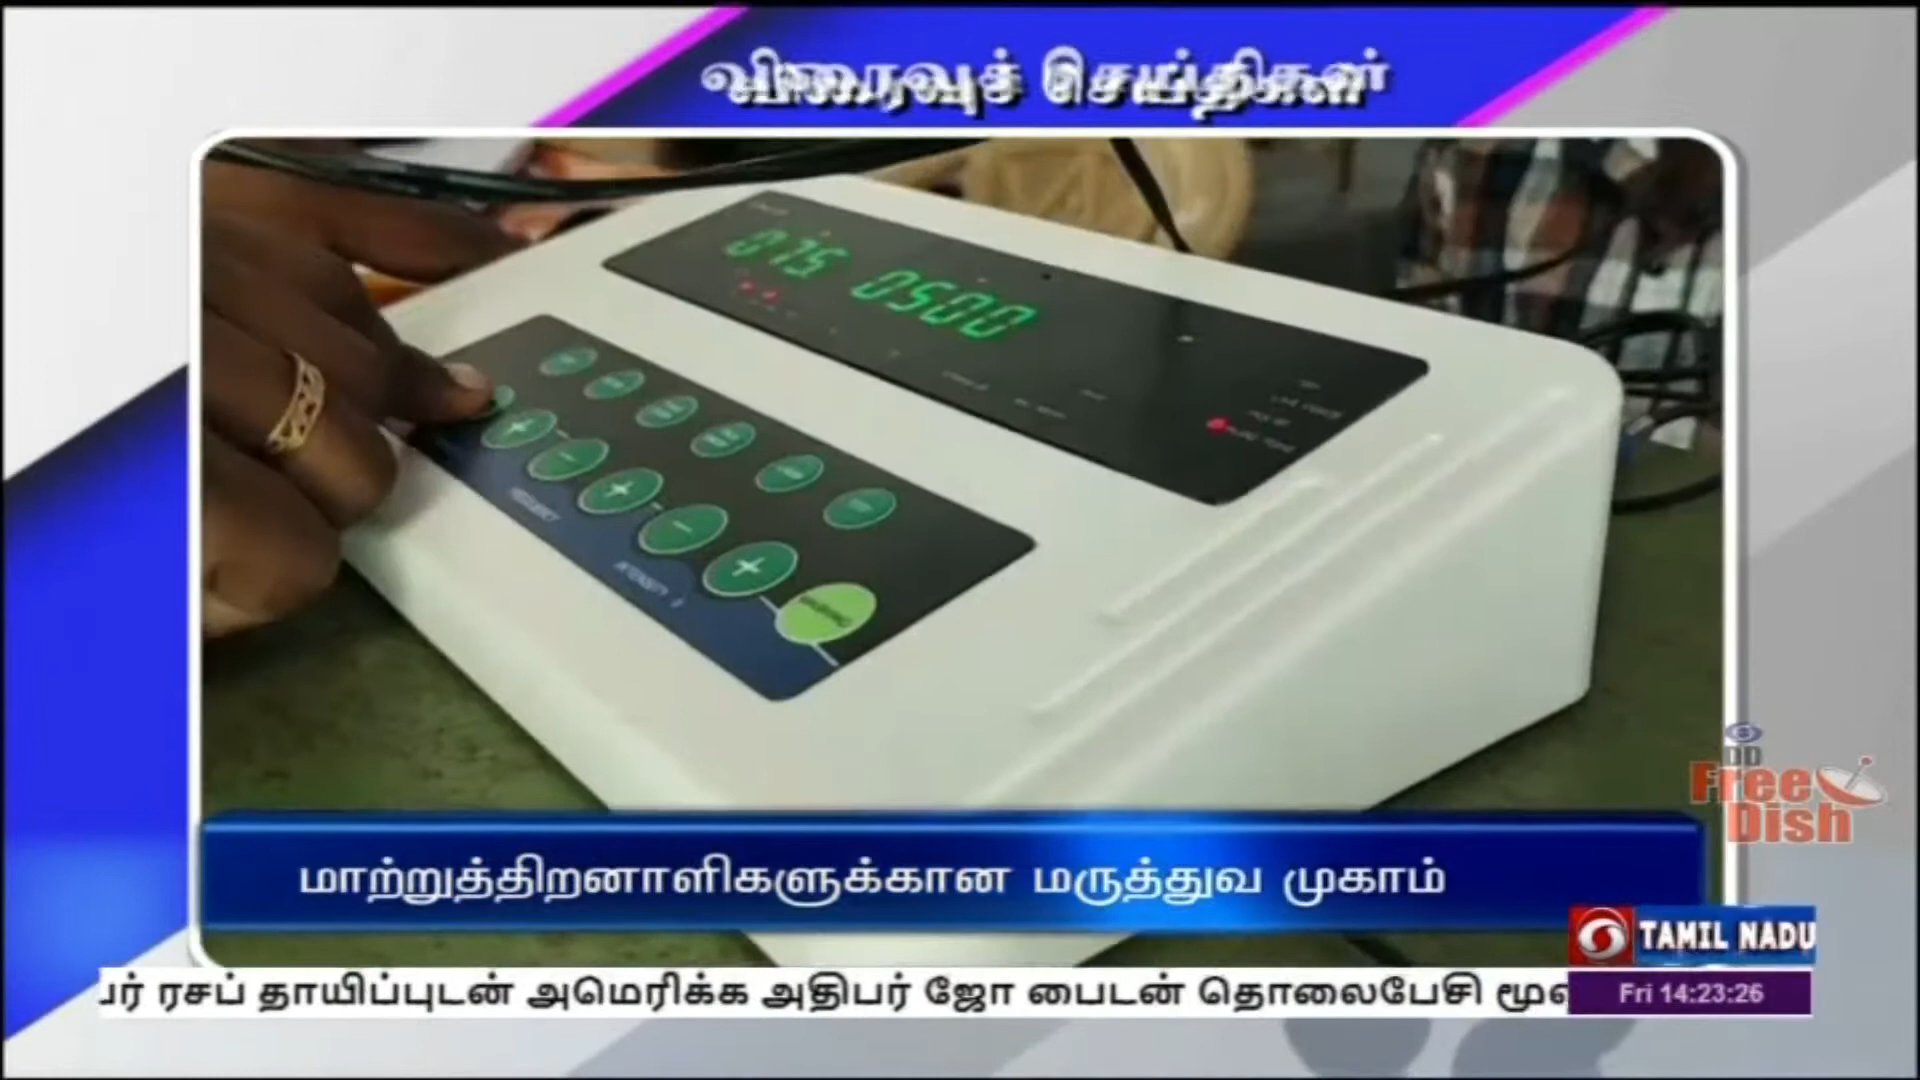 விரைவுச் செய்திகள்
075 0500
மாற்றுத்திறனாளிகளுக்கான மருத்துவ முகாம்
DD
Free
Dish
TAMIL NADU
ரசப் தாயிப்புடன் அமெரிக்க அதிபர் ஜோ பைடன் தொலைபேசி
Fri 14:23:26